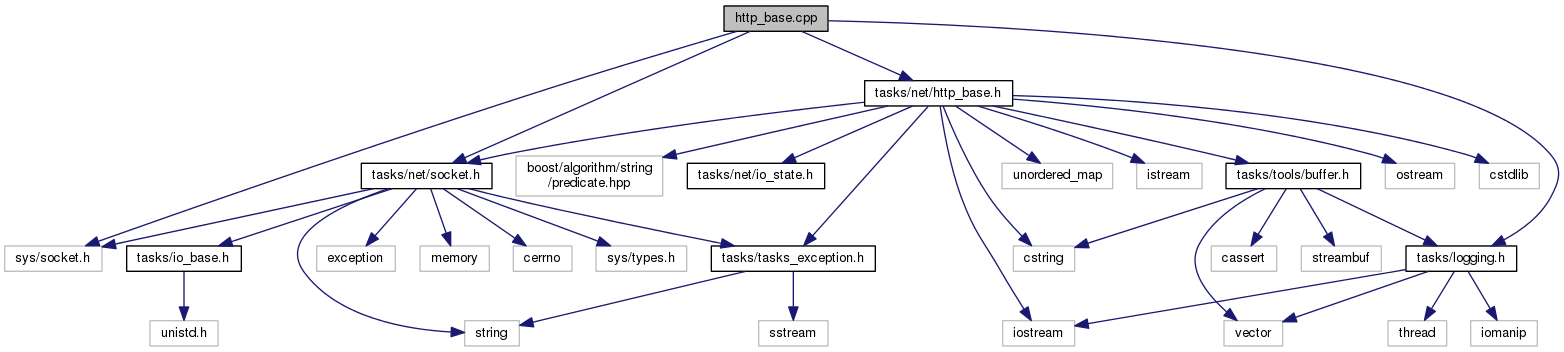 http_base.cpp
tasks/net/http_base.h
tasks/net/socket.h
boost/algorithm/string
/predicate.hpp
tasks/net/io_state.h
unordered_map
istream
tasks/tools/buffer.h
ostream
cstdlib
sys/socket.h
tasks/io_base.h
exception
memory
cerrno
sys/types.h
tasks/tasks_exception.h
cstring
cassert
streambuf
tasks/logging.h
unistd.h
string
sstream
iostream
vector
thread
iomanip